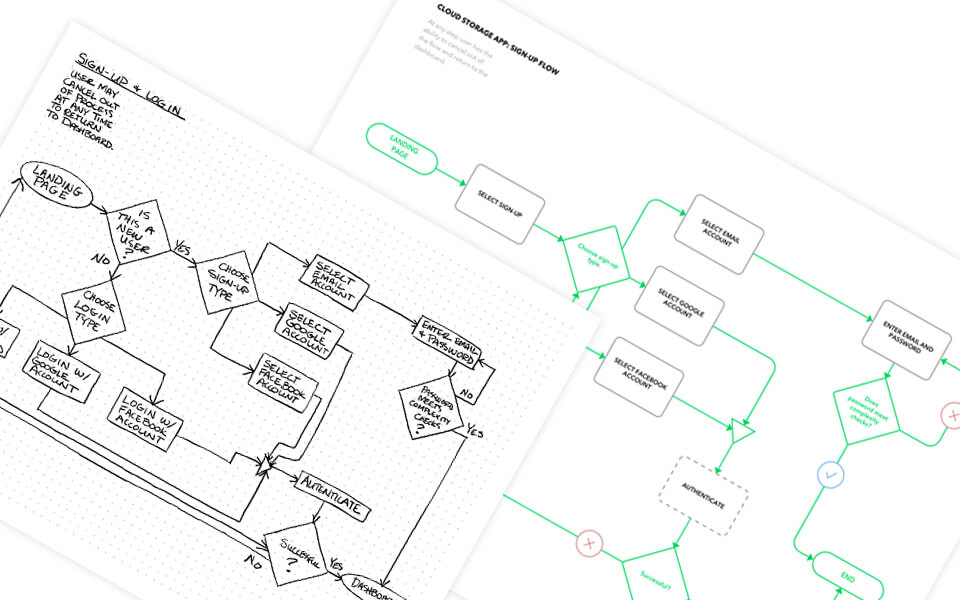 SIGN-UP & LOGIN
USER MAY
CANCEL OUT
OF PROCESS
AT ANY TIME
TO RETURN
TO DASHBOARD.
LANDING
PAGE
IS
THIS A
NEW
USER
?
NO
YES
CHOOSE
LOGIN
TYPE
CHOOSE
SIGN-UP
TYPE
SELECT
EMAIL
ACCOUNT
SELECT
GOOGLE
ACCOUNT
SELECT
FACEBOOK
ACCOUNT
LOGIN W/
GOOGLE
ACCOUNT
LOGIN W/
FACEBOOK
ACCOUNT
ENTER EMAIL
& PASSWORD
NO
PASSWORD
MEETS
COMPLEXITY
CHECKS
?
YES
AUTHENTICATE
SUCCESSFUL
?
NO
YES
DASHBOAR
CLOUD STORAGE APP: SIGN-UP FLOW
At any step user has the
ability to cancel out of
the flow and return to the
dashboard.
LANDING
PAGE
SELECT SIGN UP
Choose sign-up
type.
SELECT EMAIL
ACCOUNT
SELECT GOOGLE
ACCOUNT
SELECT FACEBOOK
ACCOUNT
ENTER EMAIL AND
PASSWORD
Does
password meet
complexity
checks?
AUTHENTICATE
Successful?
END